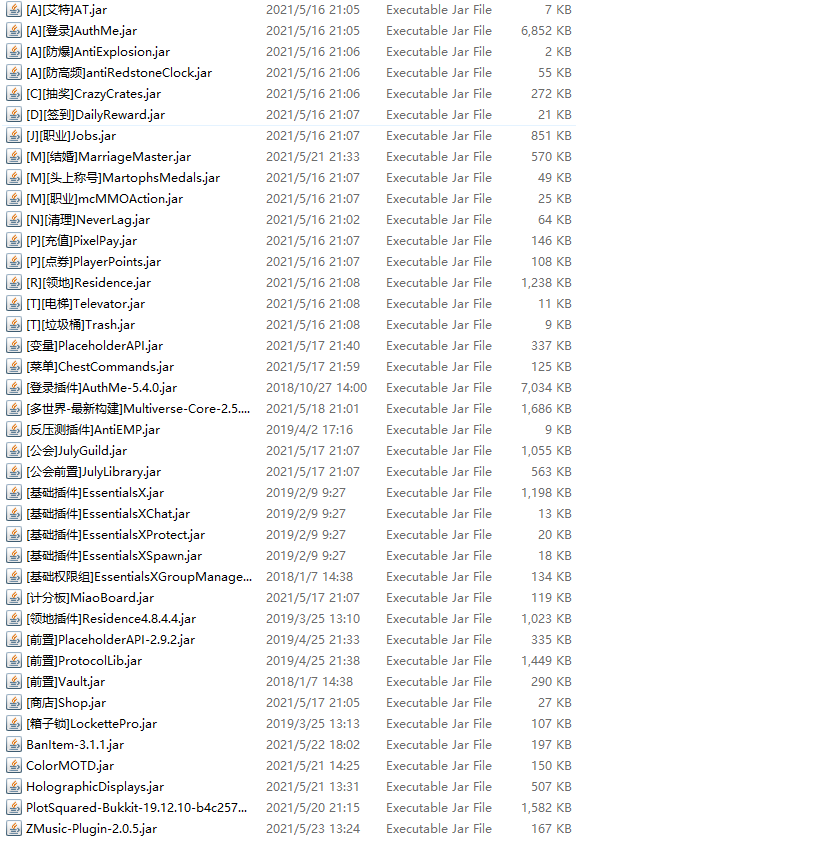 [A][艾特]AT.jar 2021/5/16 21:05 Executable Jar File 7 KB
[A][登录]AuthMe.jar 2021/5/16 21:05 Executable Jar File 6,852 KB
[A][防爆]AntiExplosion.jar 2021/5/16 21:06 Executable Jar File 2 KB
[A][防高频]antiRedstoneClock.jar 2021/5/16 21:06 Executable Jar File 55 KB
[C][抽奖]CrazyCrates.jar 2021/5/16 21:06 Executable Jar File 272 KB
[D][签到]DailyReward.jar 2021/5/16 21:07 Executable Jar File 21 KB
[J][职业]Jobs.jar 2021/5/16 21:07 Executable Jar File 851 KB
[M][结婚]MarriageMaster.jar 2021/5/21 21:33 Executable Jar File 570 KB
[M][头上称号]MartophsMedals.jar 2021/5/16 21:07 Executable Jar File 49 KB
[M][职业]mcMMOAction.jar 2021/5/16 21:07 Executable Jar File 25 KB
[N][清理]NeverLag.jar 2021/5/16 21:02 Executable Jar File 64 KB
[P][充值]PixelPay.jar 2021/5/16 21:07 Executable Jar File 146 KB
[P][点券]PlayerPoints.jar 2021/5/16 21:07 Executable Jar File 108 KB
[R][领地]Residence.jar 2021/5/16 21:08 Executable Jar File 1,238 KB
[T][电梯]Televator.jar 2021/5/16 21:08 Executable Jar File 11 KB
[T][垃圾桶]Trash.jar 2021/5/16 21:08 Executable Jar File 9 KB
[变量]PlaceholderAPI.jar 2021/5/17 21:40 Executable Jar File 337 KB
[菜单]ChestCommands.jar 2021/5/17 21:59 Executable Jar File 125 KB
[登录插件]AuthMe-5.4.0.jar 2018/10/27 14:00 Executable Jar File 7,034 KB
[多世界-最新构建]Multiverse-Core-2.5.... 2021/5/18 21:01 Executable Jar File 1,686 KB
[反压测插件]AntiEMP.jar 2019/4/2 17:16 Executable Jar File 9 KB
[公会]JulyGuild.jar 2021/5/17 21:07 Executable Jar File 1,055 KB
[公会前置]JulyLibrary.jar 2021/5/17 21:07 Executable Jar File 563 KB
[基础插件]EssentialsX.jar 2019/2/9 9:27 Executable Jar File 1,198 KB
[基础插件]EssentialsXChat.jar 2019/2/9 9:27 Executable Jar File 13 KB
[基础插件]EssentialsXProtect.jar 2019/2/9 9:27 Executable Jar File 20 KB
[基础插件]EssentialsXSpawn.jar 2019/2/9 9:27 Executable Jar File 18 KB
[基础权限组]EssentialsXGroupManage... 2018/1/7 14:38 Executable Jar File 134 KB
[计分板]MiaoBoard.jar 2021/5/17 21:07 Executable Jar File 119 KB
[领地插件]Residence4.8.4.4.jar 2019/3/25 13:10 Executable Jar File 1,023 KB
[前置]PlaceholderAPI-2.9.2.jar 2019/4/25 21:33 Executable Jar File 335 KB
[前置]ProtocolLib.jar 2019/4/25 21:38 Executable Jar File 1,449 KB
[前置]Vault.jar 2018/1/7 14:38 Executable Jar File 290 KB
[商店]Shop.jar 2021/5/17 21:05 Executable Jar File 27 KB
[箱子锁]LockettePro.jar 2019/3/25 13:13 Executable Jar File 107 KB
BanItem-3.1.1.jar 2021/5/22 18:02 Executable Jar File 197 KB
ColorMOTD.jar 2021/5/21 14:25 Executable Jar File 150 KB
HolographicDisplays.jar 2021/5/21 13:31 Executable Jar File 507 KB
PlotSquared-Bukkit-19.12.10-b4c257... 2021/5/20 21:15 Executable Jar File 1,582 KB
ZMusic-Plugin-2.0.5.jar 2021/5/23 13:24 Executable Jar File 167 KB